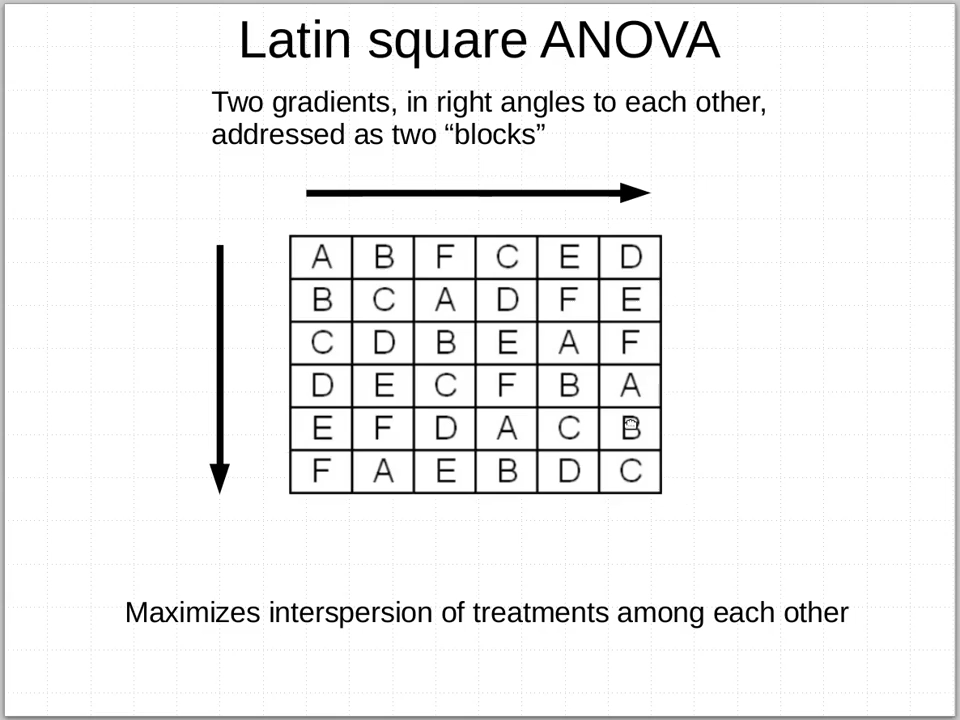 Latin square ANOVA
Two gradients, in right angles to each other,
addressed as two “blocks”
A B F C E D
B C A D F E
C D B E A F
D E C F B A
E F D A C B
F A E B D C
Maximizes interspersion of treatments among each other